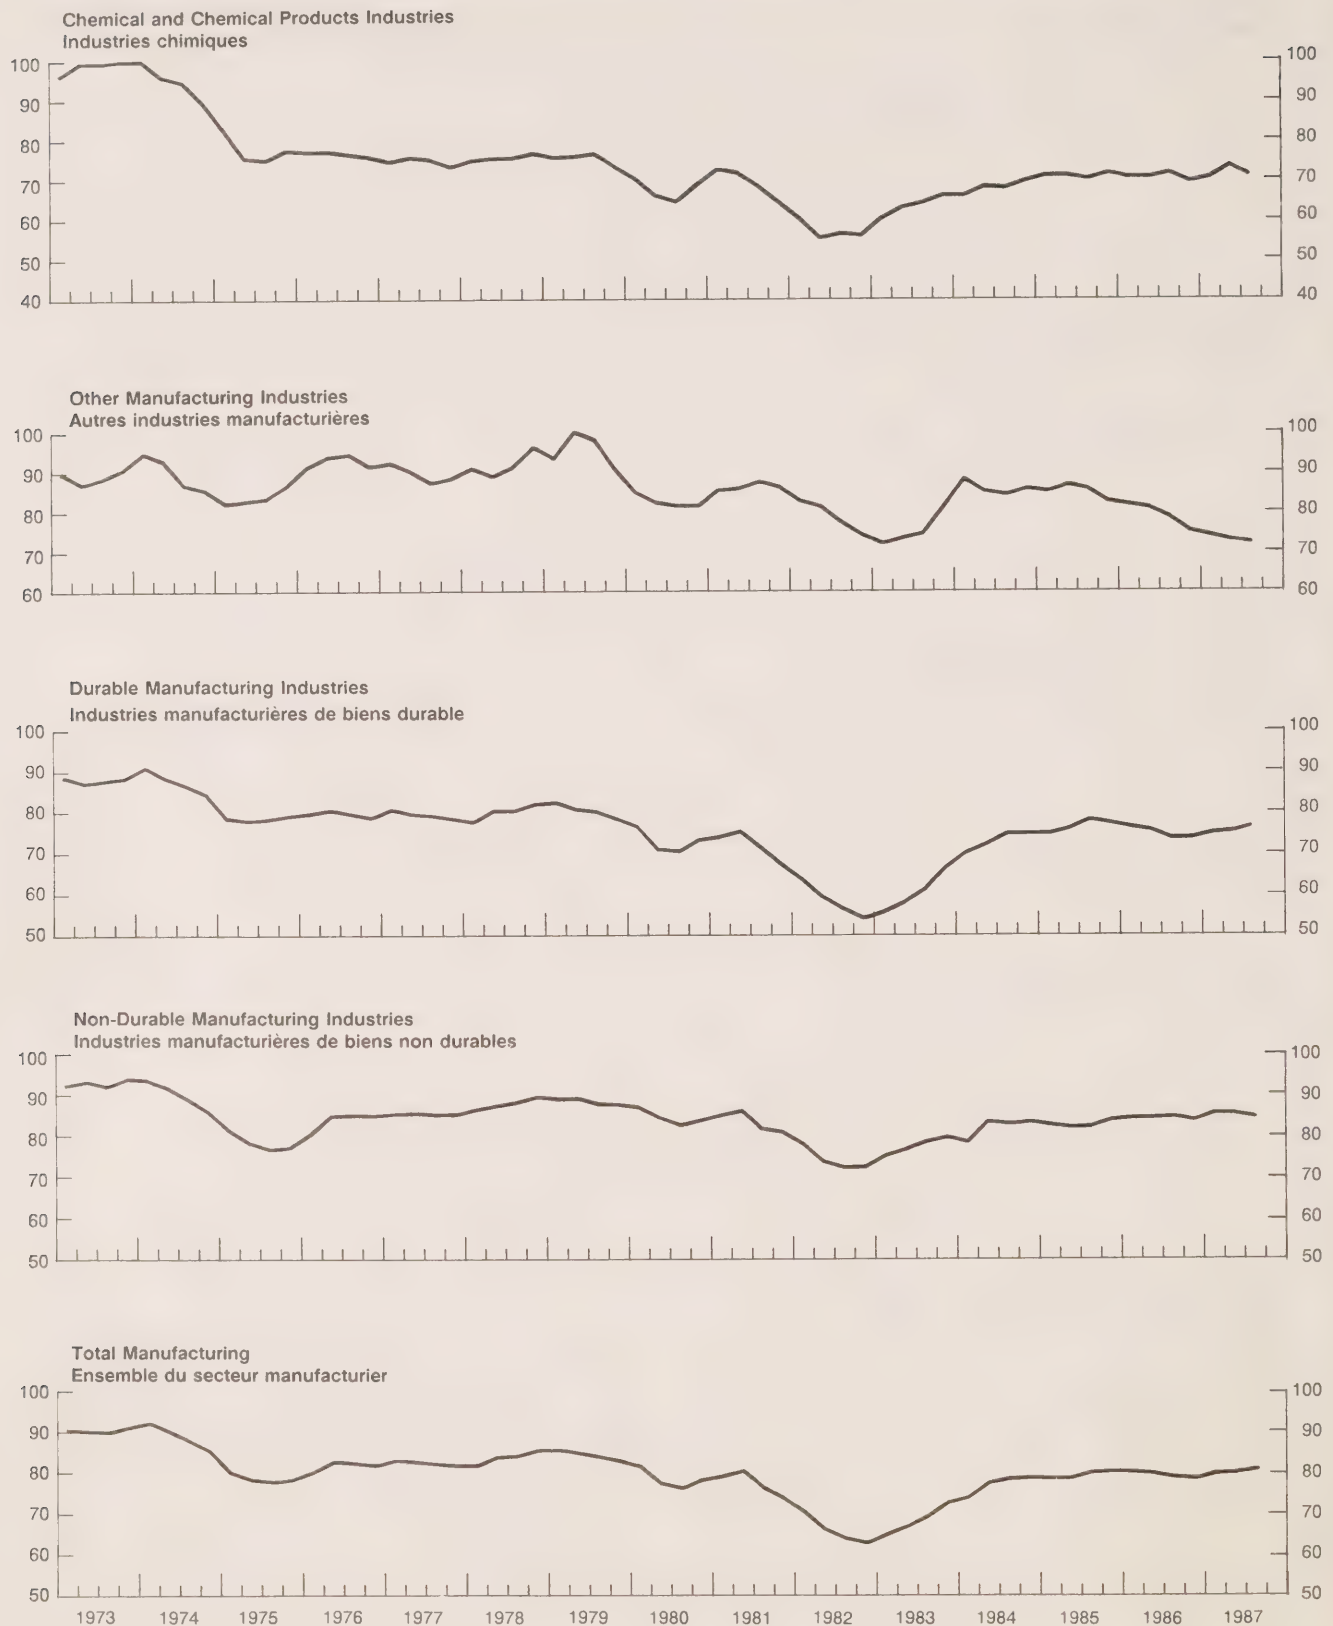 Chemical and Chemical Products Industries
Industries chimiques
100 100
90 90
80 80
70 70
60 60
50 50
40 40
Other Manufacturing Industries
Autres industries manufacturières
100 100
90 90
80 80
70 70
60 60
Durable Manufacturing Industries
Industries manufacturières de biens durable
100 100
90 90
80 80
70 70
60 60
50 50
Non-Durable Manufacturing Industries
Industries manufacturières de biens non durables
100 100
90 90
80 80
70 70
60 60
50 50
Total Manufacturing
Ensemble du secteur manufacturier
100 100
90 90
80 80
70 70
60 60
50 50
1973 1974 1975 1976 1977 1978 1979 1980 1981 1982 1983 1984 1985 1986 1987